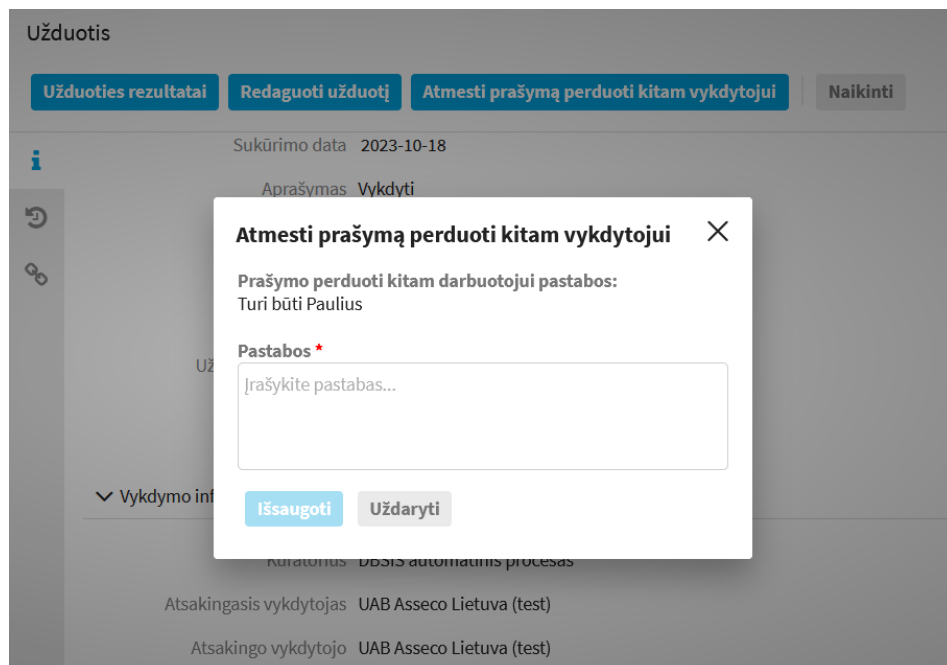 Užduotis
Užduoties rezultatai Redaguoti užduotį Atmesti prašymą perduoti kitam vykdytojui Naikinti
Sukūrimo data 2023-10-18
Aprašymas Vykdyti
Atmesti prašymą perduoti kitam vykdytojui
Prašymo perduoti kitam darbuotojui pastabos:
Turi būti Paulius
Pastabos *
Įrašykite pastabas...
Išsaugoti Uždaryti
Vykdymo inf
Kuratorius DBSIS automatinis procesas
Atsakingasis vykdytojas UAB Asseco Lietuva (test)
Atsakingo vykdytojo UAB Asseco Lietuva (test)